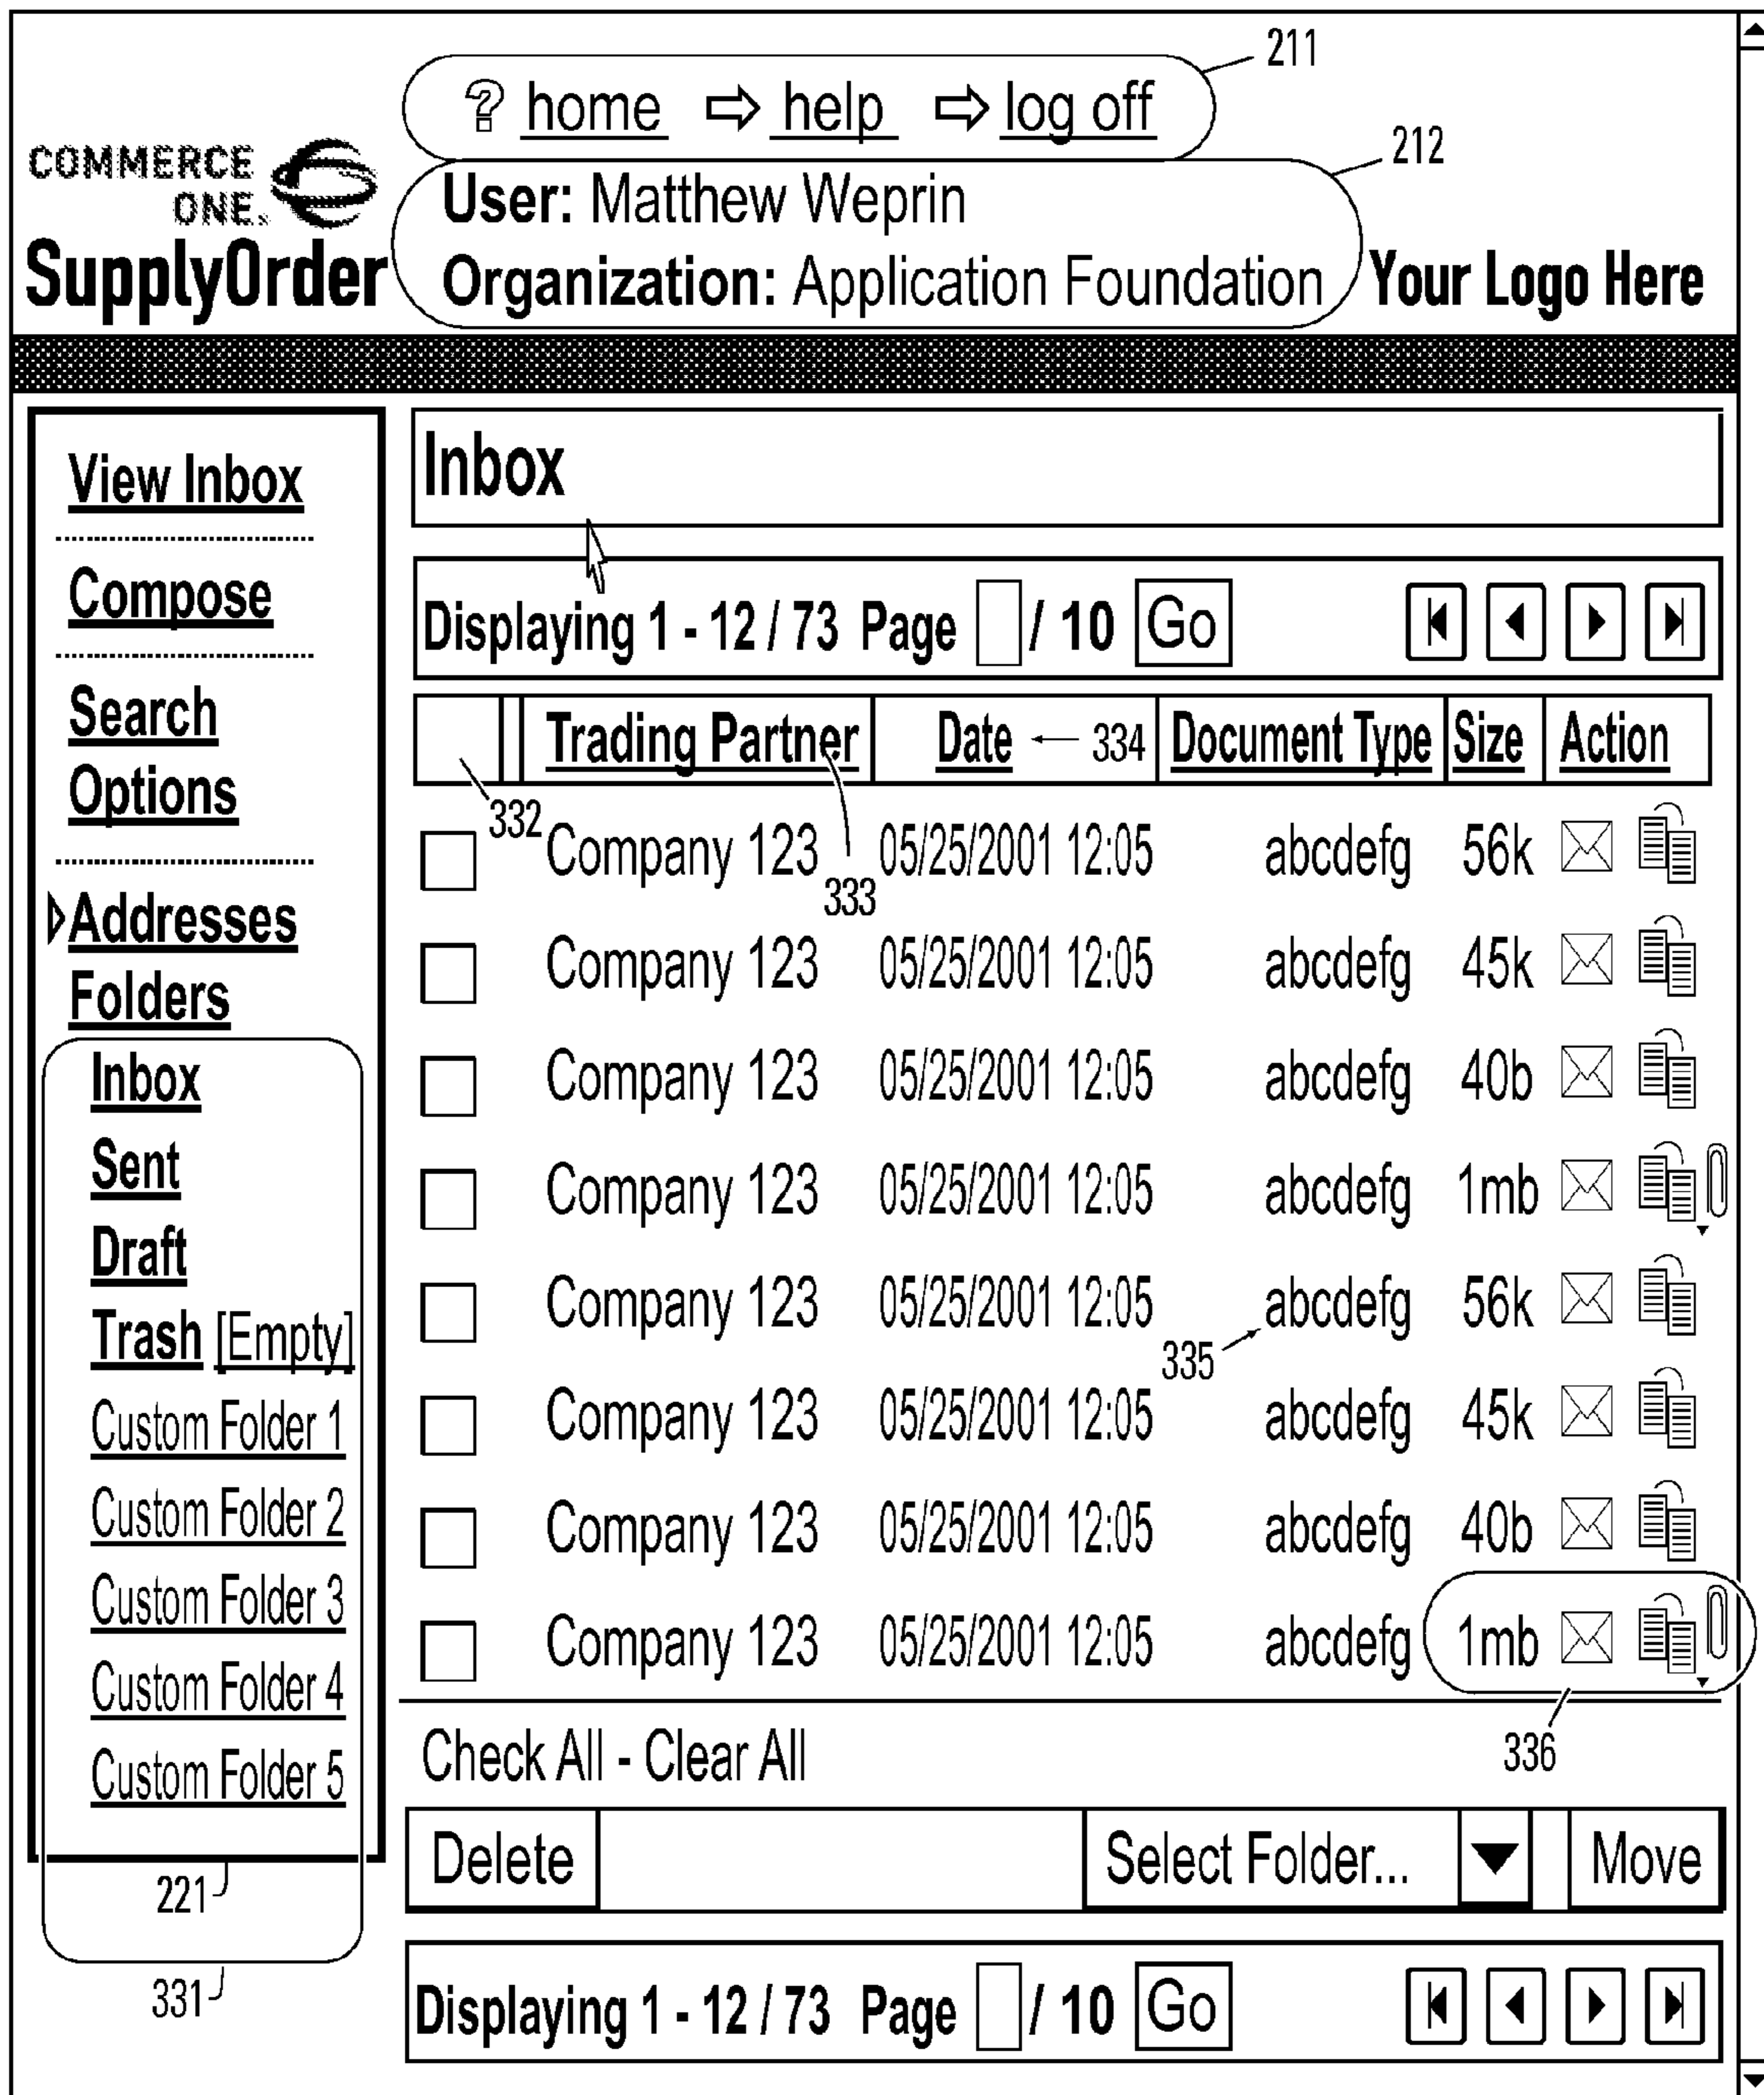 211
? home ⇨ help ⇨ log off
212
COMMERCE
ONE.
SupplyOrder
User: Matthew Weprin
Organization: Application Foundation
Your Logo Here
View Inbox
Compose
Search
Options
Addresses
Folders
Inbox
Sent
Draft
Trash [Empty]
Custom Folder 1
Custom Folder 2
Custom Folder 3
Custom Folder 4
Custom Folder 5
221
331
Inbox
Displaying 1 - 12 / 73 Page / 10 Go
Trading Partner Date 334 Document Type Size Action
332
333
Company 123 05/25/2001 12:05 abcdefg 56k
Company 123 05/25/2001 12:05 abcdefg 45k
Company 123 05/25/2001 12:05 abcdefg 40b
Company 123 05/25/2001 12:05 abcdefg 1mb
Company 123 05/25/2001 12:05 abcdefg 56k
335
Company 123 05/25/2001 12:05 abcdefg 45k
Company 123 05/25/2001 12:05 abcdefg 40b
Company 123 05/25/2001 12:05 abcdefg 1mb
336
Check All - Clear All
Delete Select Folder... Move
Displaying 1 - 12 / 73 Page / 10 Go